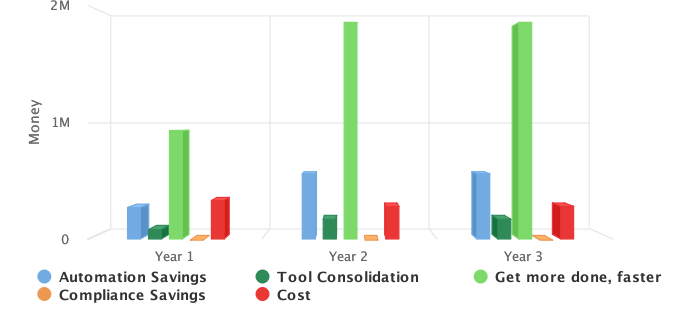 2M
1M
0
Money
Year 1 Year 2 Year 3
Automation Savings Tool Consolidation Get more done, faster
Compliance Savings Cost